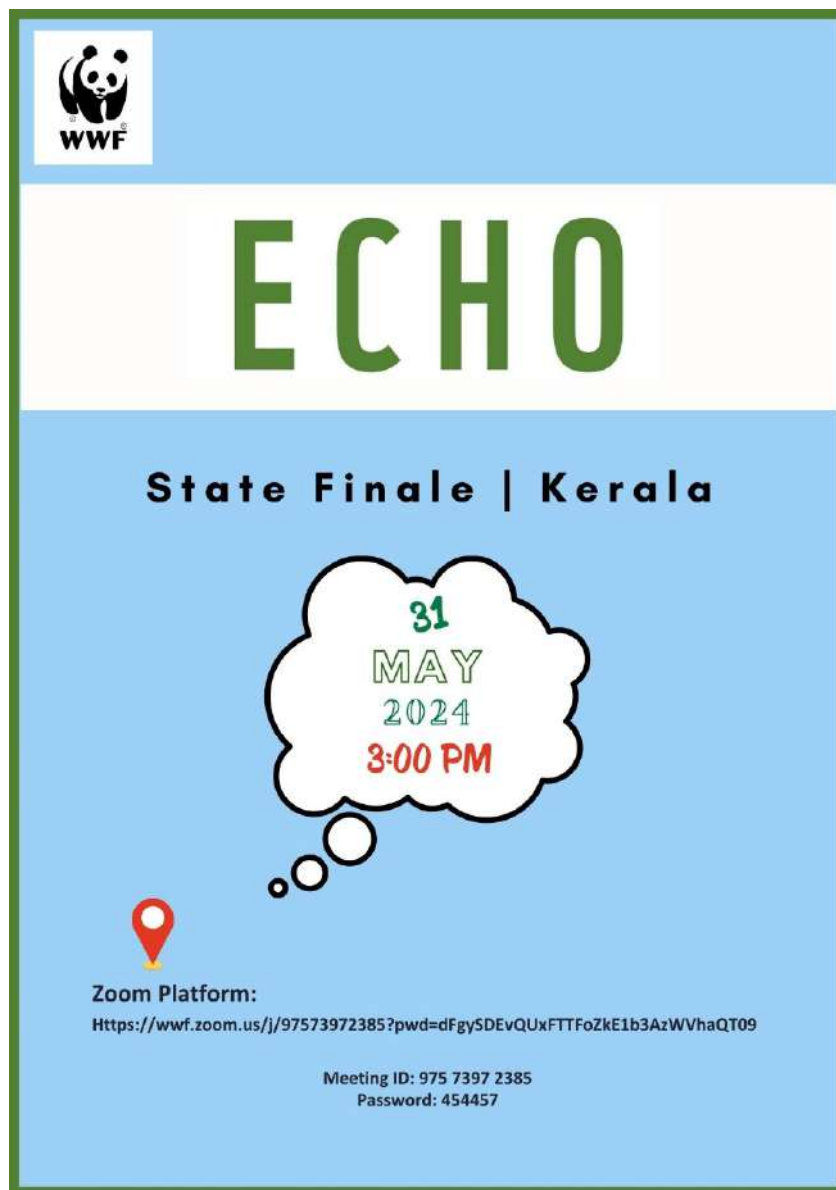 WWF
ECHO
State Finale | Kerala
31
MAY
2024
3:00 PM
Zoom Platform:
Https://wwf.zoom.us/j/97573972385?pwd=dFgySDEvQUxFTTFoZkE1b3AzWVhaQT09
Meeting ID: 975 7397 2385
Password: 454457